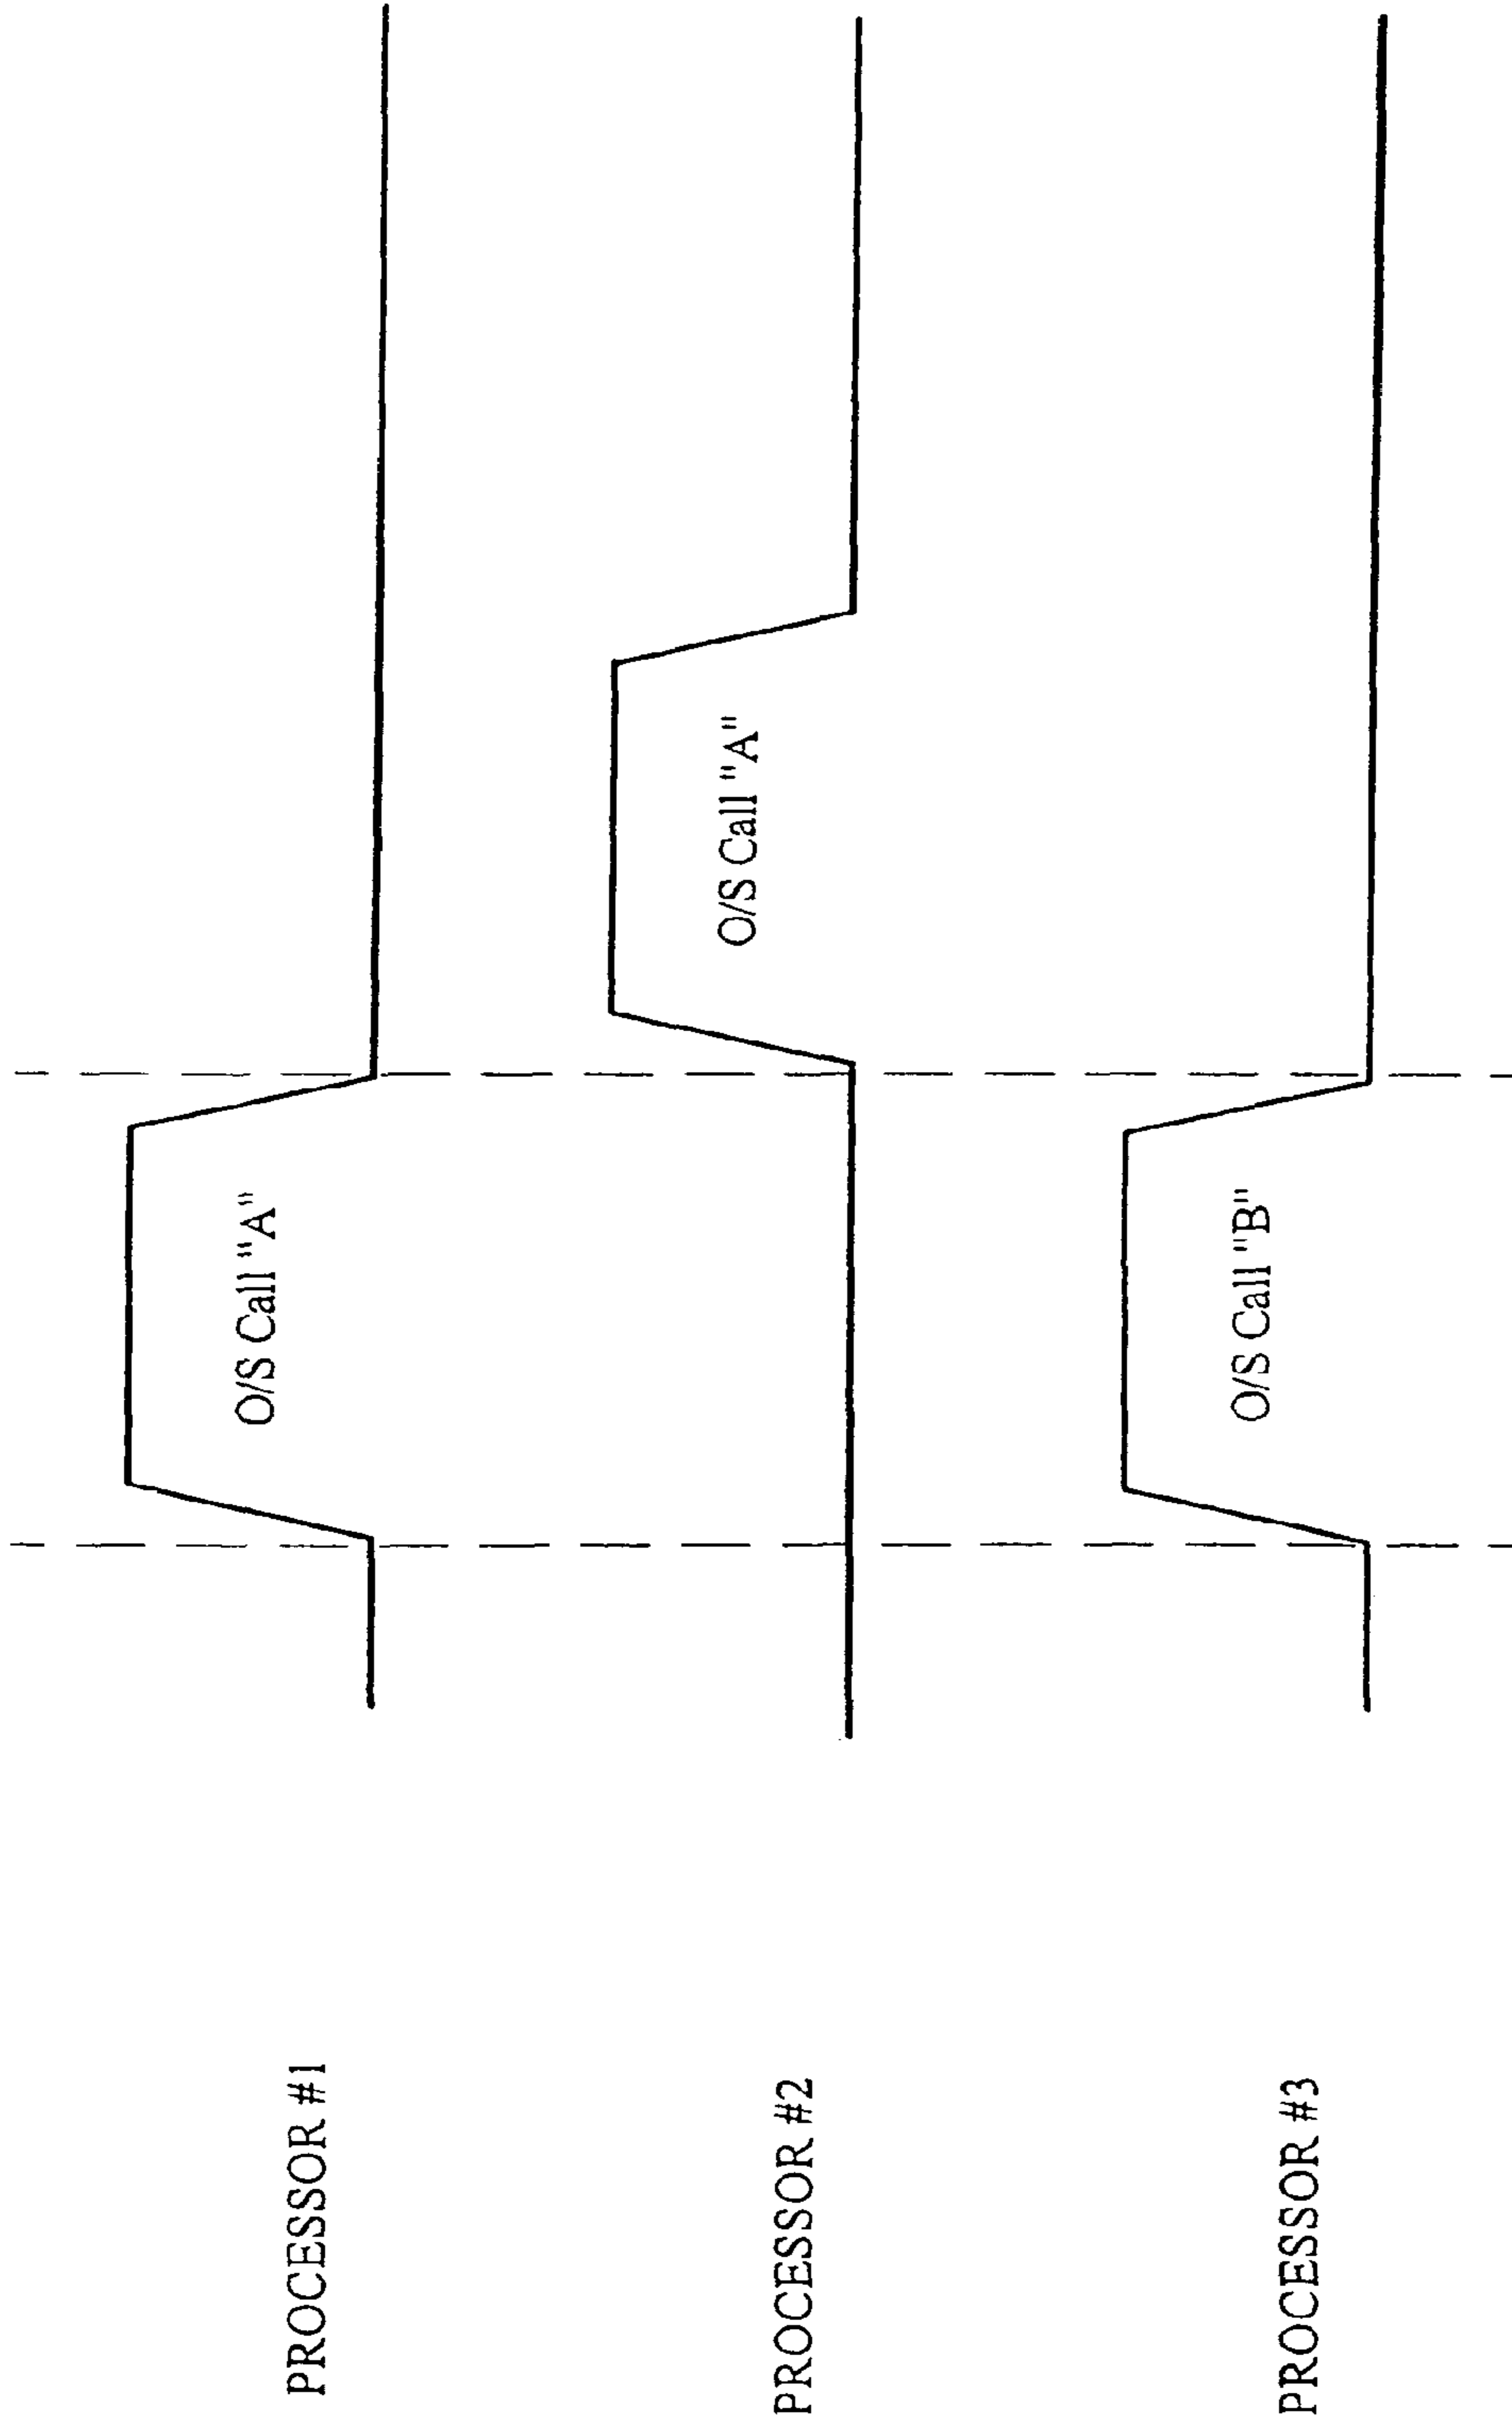 PROCESSOR #1
O/S Call "A"
PROCESSOR #2
O/S Call "A"
PROCESSOR #3
O/S Call "B"